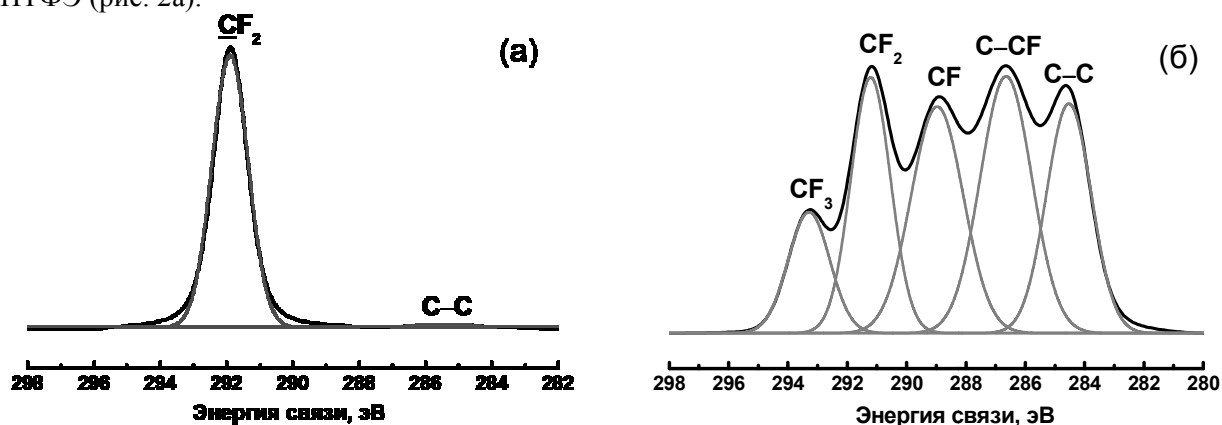 ПТФЭ (рис. 2а).
CF2
(а)
C–C
298 296 294 292 290 288 286 284 282
Энергия связи, эВ
(б)
CF3
CF2
CF
C–CF
C–C
298 296 294 292 290 288 286 284 282 280
Энергия связи, эВ